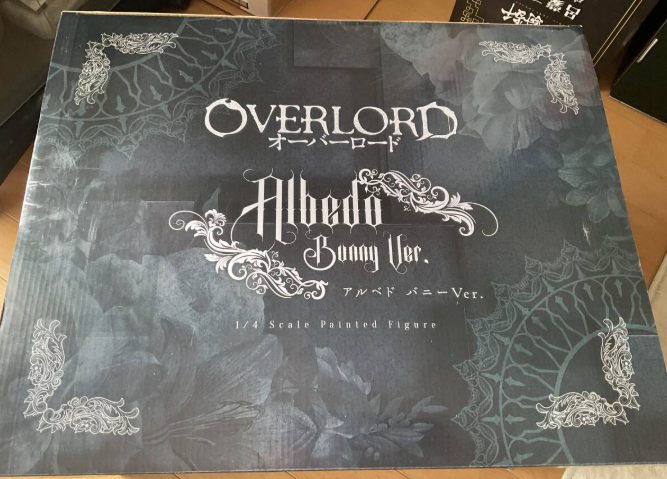 OVERLORD
オーバーロード
Albedo
Bunny Ver.
アルベド バニーVer.
1/4 Scale Painted Figure